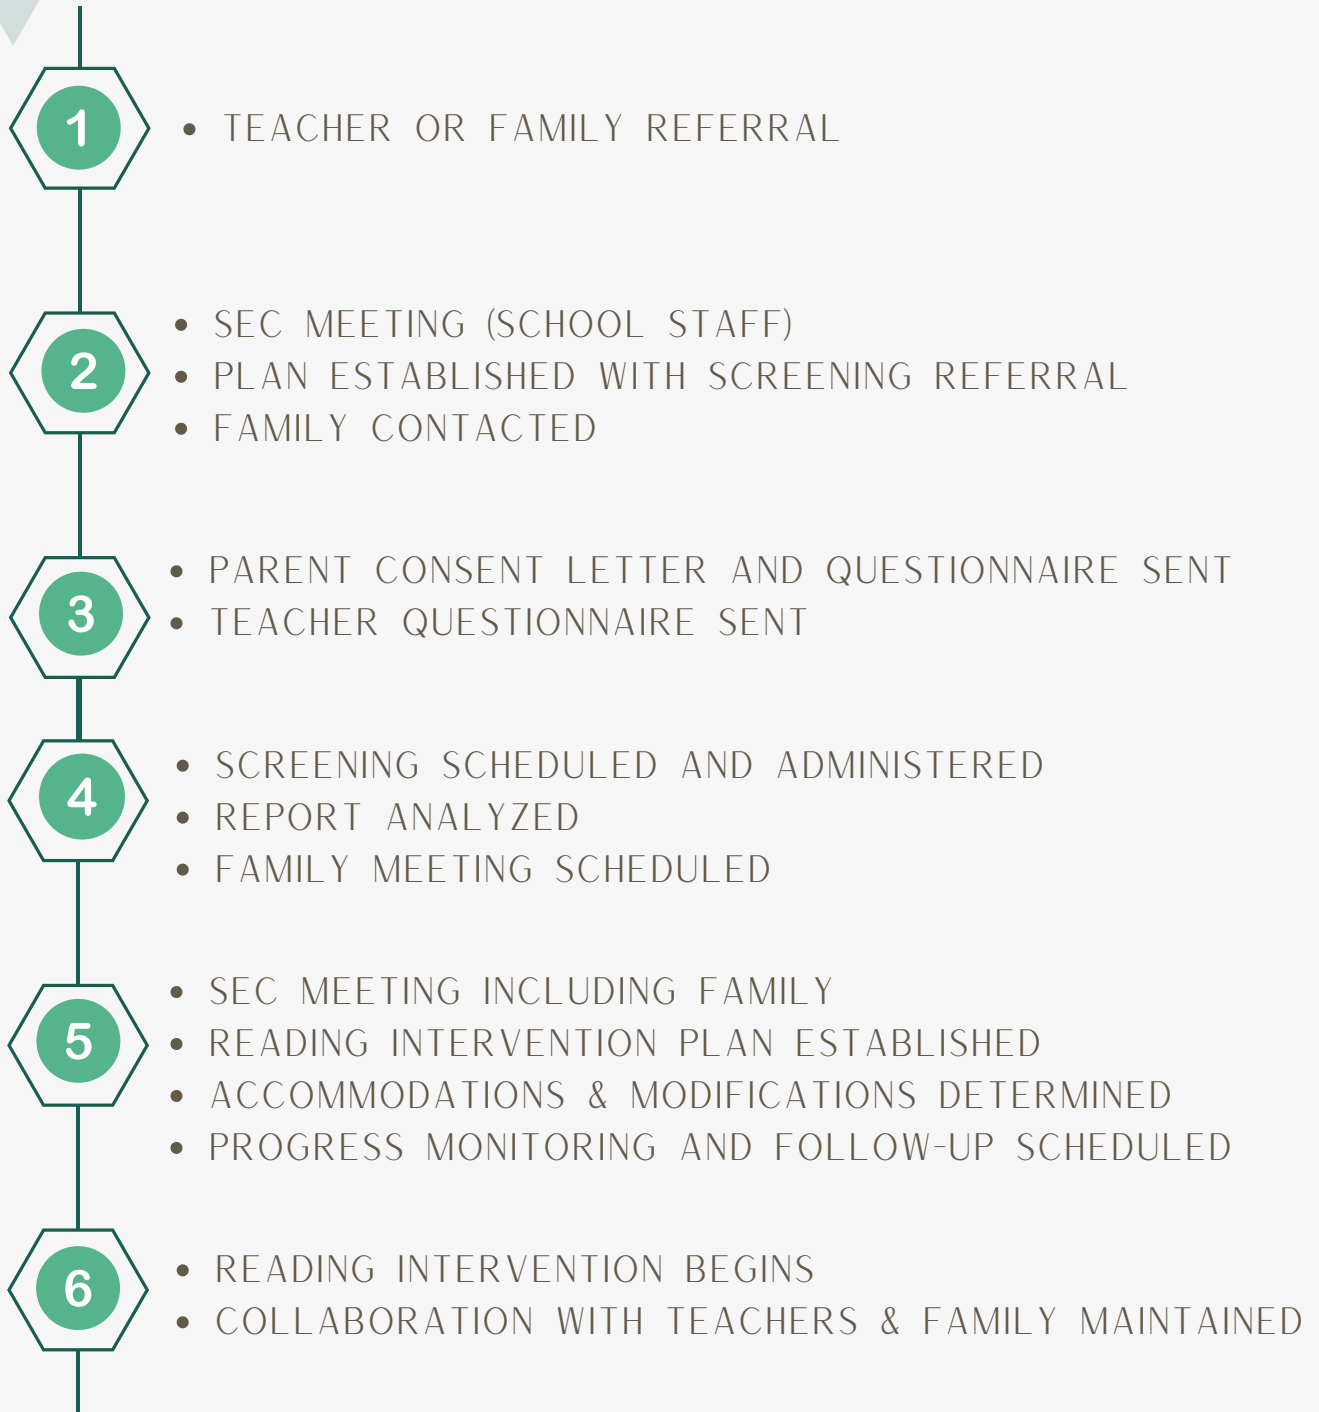 1
• TEACHER OR FAMILY REFERRAL
2
• SEC MEETING (SCHOOL STAFF)
• PLAN ESTABLISHED WITH SCREENING REFERRAL
• FAMILY CONTACTED
3
• PARENT CONSENT LETTER AND QUESTIONNAIRE SENT
• TEACHER QUESTIONNAIRE SENT
4
• SCREENING SCHEDULED AND ADMINISTERED
• REPORT ANALYZED
• FAMILY MEETING SCHEDULED
5
• SEC MEETING INCLUDING FAMILY
• READING INTERVENTION PLAN ESTABLISHED
• ACCOMMODATIONS & MODIFICATIONS DETERMINED
• PROGRESS MONITORING AND FOLLOW-UP SCHEDULED
6
• READING INTERVENTION BEGINS
• COLLABORATION WITH TEACHERS & FAMILY MAINTAINED